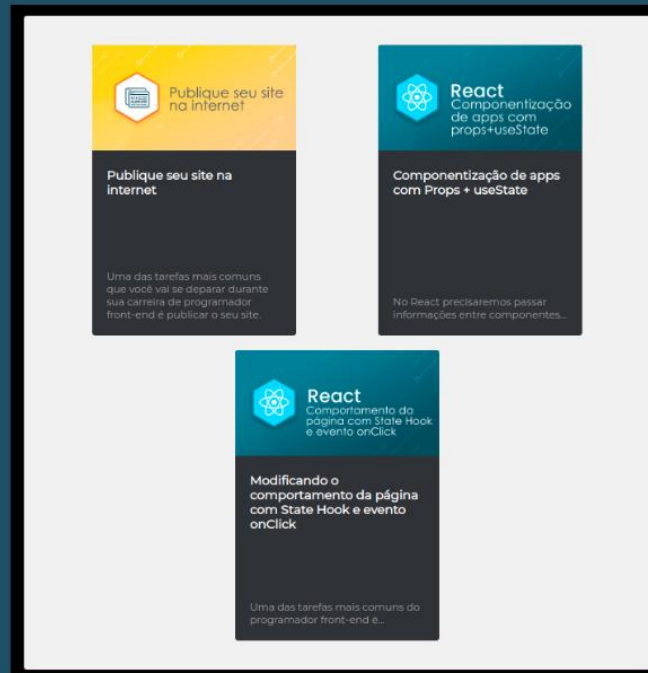 Publique seu site
na internet
Publique seu site na
internet
Uma das tarefas mais comuns
que você vai se deparar durante
sua carreira de programador
front-end é publicar o seu site.
React
Componentização
de apps com
props+useState
Componentização de apps
com Props + useState
No React precisaremos passar
informações entre componentes...
React
Comportamento da
página com State Hook
e evento onClick
Modificando o
comportamento da página
com State Hook e evento
onClick
Uma das tarefas mais comuns do
programador front-end é...